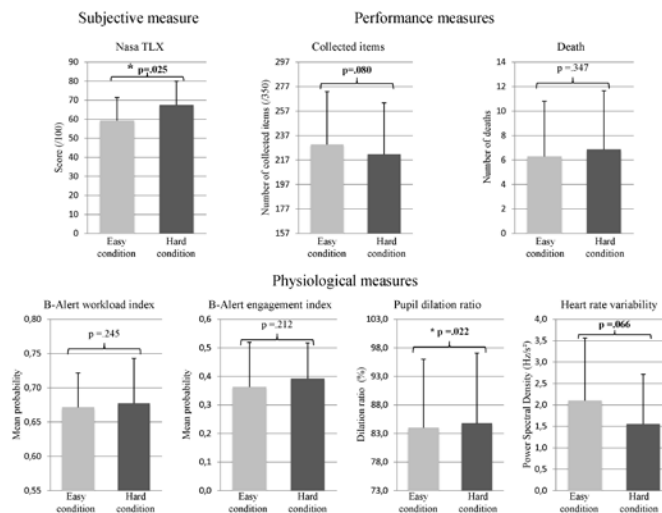 Subjective measure
Performance measures
Nasa TLX
* p=.025
Score (/100)
90
80
70
60
50
40
30
20
10
0
Easy condition
Hard condition
Collected items
p=.080
Number of collected items (/350)
297
277
257
237
217
197
177
157
Easy condition
Hard condition
Death
p =.347
Number of deaths
14
12
10
8
6
4
2
0
Easy condition
Hard condition
Physiological measures
B-Alert workload index
p =.245
Mean probability
0,80
0,75
0,70
0,65
0,60
0,55
Easy condition
Hard condition
B-Alert engagement index
p =.212
Mean probability
0,6
0,5
0,4
0,3
0,2
0,1
0,0
Easy condition
Hard condition
Pupil dilation ratio
* p =.022
Dilation ratio (%)
103,0
98,0
93,0
88,0
83,0
78,0
73,0
Easy condition
Hard condition
Heart rate variability
p =.066
Power Spectral Density (Hz/s²)
4,0
3,5
3,0
2,5
2,0
1,5
1,0
0,5
0,0
Easy condition
Hard condition